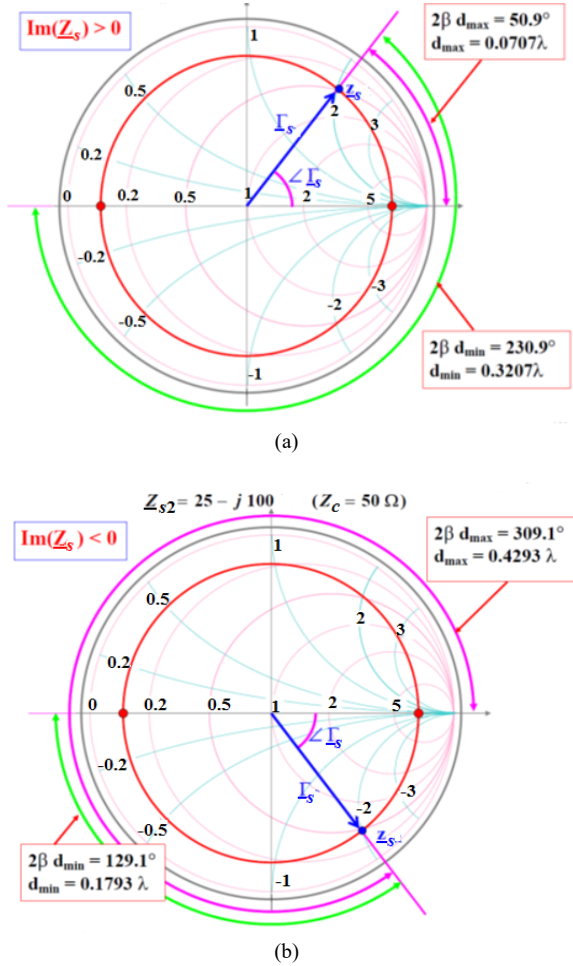 Im(Z_s) > 0
2β d_max = 50.9°
d_max = 0.0707λ
1
0.5
z_s
2
Γ_s
3
0.2
∠Γ_s
0 0.2 0.5 1 2 5
-0.2
-3
-2
-0.5
-1
2β d_min = 230.9°
d_min = 0.3207λ
(a)
Z_s2 = 25 – j 100 (Z_c = 50 Ω)
Im(Z_s) < 0
2β d_max = 309.1°
d_max = 0.4293 λ
1
0.5
2
3
0.2
0 0.2 0.5 1 2 5
∠Γ_s
-0.2
Γ_s
-3
-2
-0.5
z_s
-1
2β d_min = 129.1°
d_min = 0.1793 λ
(b)